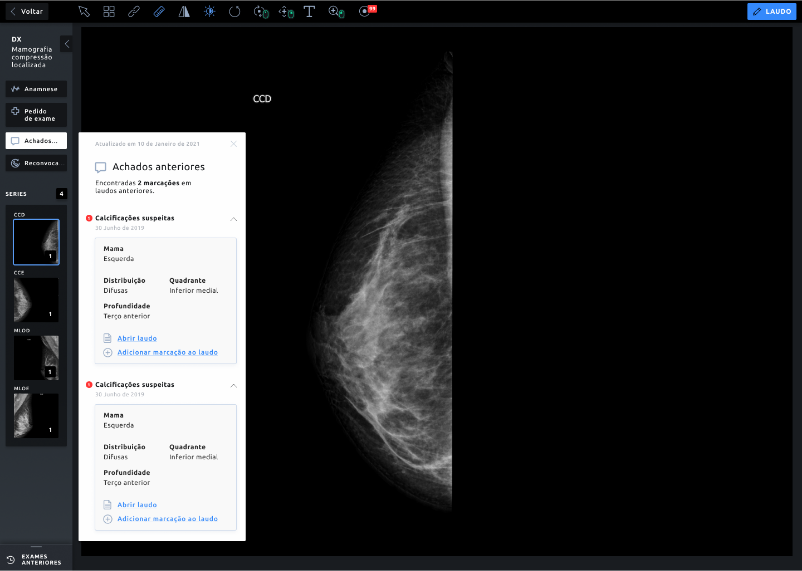 Voltar
99
LAUDO
DX
Mamografia
compressão
localizada
Anamnese
Pedido
de exame
Achados...
Reconvoca..
SERIES
4
CCD
1
CCE
1
MLOD
1
MLOE
1
EXAMES
ANTERIORES
CCD
Atualizado em 10 de Janeiro de 2021
Achados anteriores
Encontradas 2 marcações em
laudos anteriores.
Calcificações suspeitas
30 Junho de 2019
Mama
Esquerda
Distribuição Quadrante
Difusas Inferior medial
Profundidade
Terço anterior
Abrir laudo
Adicionar marcação ao laudo
Calcificações suspeitas
30 Junho de 2019
Mama
Esquerda
Distribuição Quadrante
Difusas Inferior medial
Profundidade
Terço anterior
Abrir laudo
Adicionar marcação ao laudo